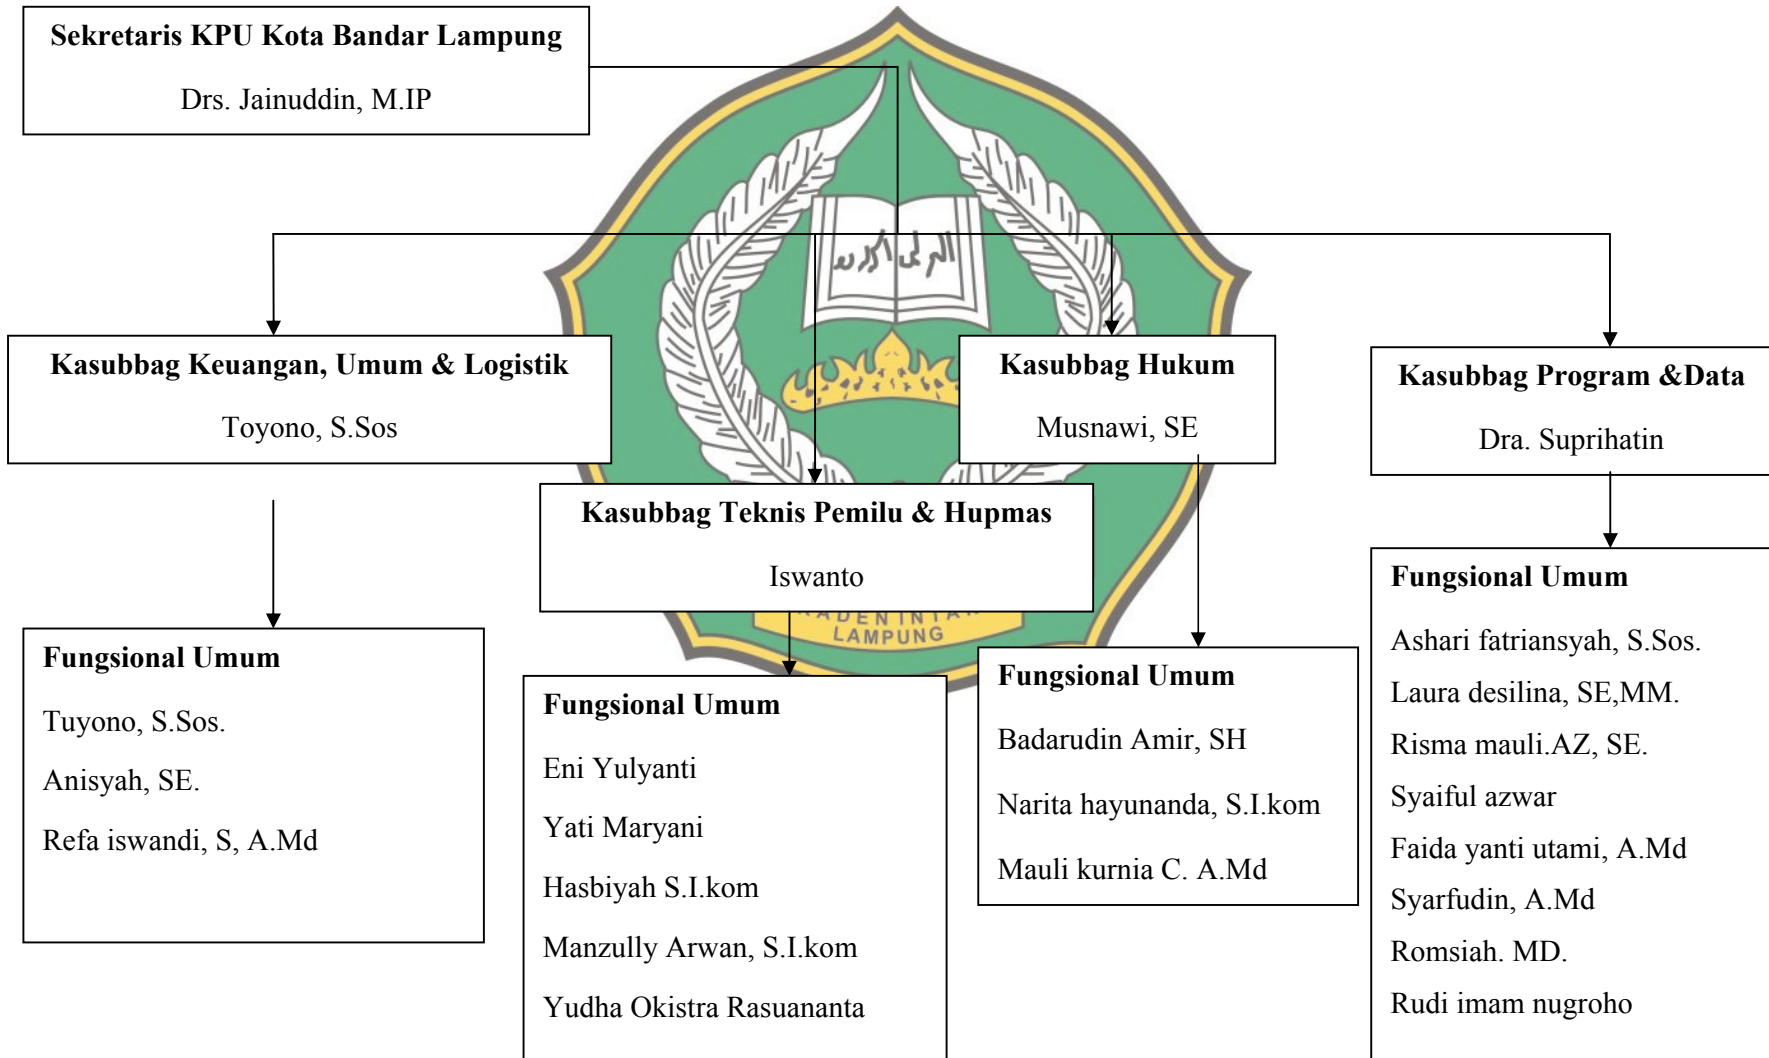 Sekretaris KPU Kota Bandar Lampung
Drs. Jainuddin, M.IP
Kasubbag Keuangan, Umum & Logistik
Toyono, S.Sos
Kasubbag Teknis Pemilu & Hupmas
Iswanto
Kasubbag Hukum
Musnawi, SE
Kasubbag Program &Data
Dra. Suprihatin
Fungsional Umum
Tuyono, S.Sos.
Anisyah, SE.
Refa iswandi, S, A.Md
Fungsional Umum
Eni Yulyanti
Yati Maryani
Hasbiyah S.I.kom
Manzully Arwan, S.I.kom
Yudha Okistra Rasuananta
Fungsional Umum
Badarudin Amir, SH
Narita hayunanda, S.I.kom
Mauli kurnia C. A.Md
Fungsional Umum
Ashari fatriansyah, S.Sos.
Laura desilina, SE,MM.
Risma mauli.AZ, SE.
Syaiful azwar
Faida yanti utami, A.Md
Syarfudin, A.Md
Romsiah. MD.
Rudi imam nugroho
LAMPUNG